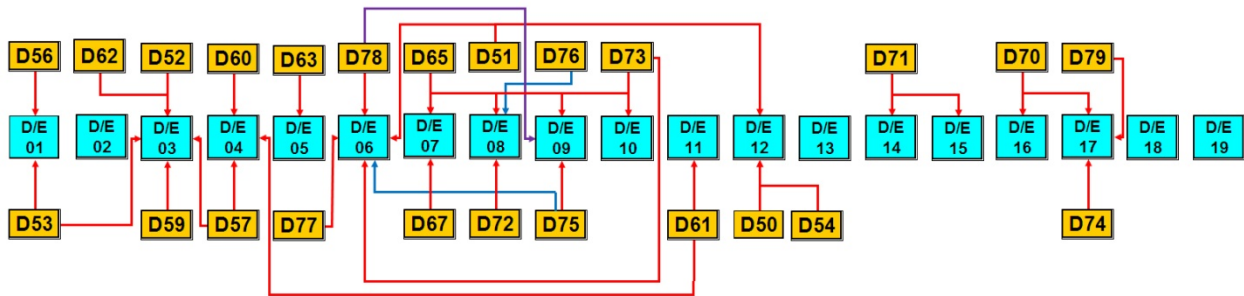 D56 D62 D52 D60 D63 D78 D65 D51 D76 D73 D71 D70 D79
D/E D/E D/E D/E D/E D/E D/E D/E D/E D/E D/E D/E D/E D/E D/E D/E D/E D/E D/E
01 02 03 04 05 06 07 08 09 10 11 12 13 14 15 16 17 18 19
D53 D59 D57 D77 D67 D72 D75 D61 D50 D54 D74